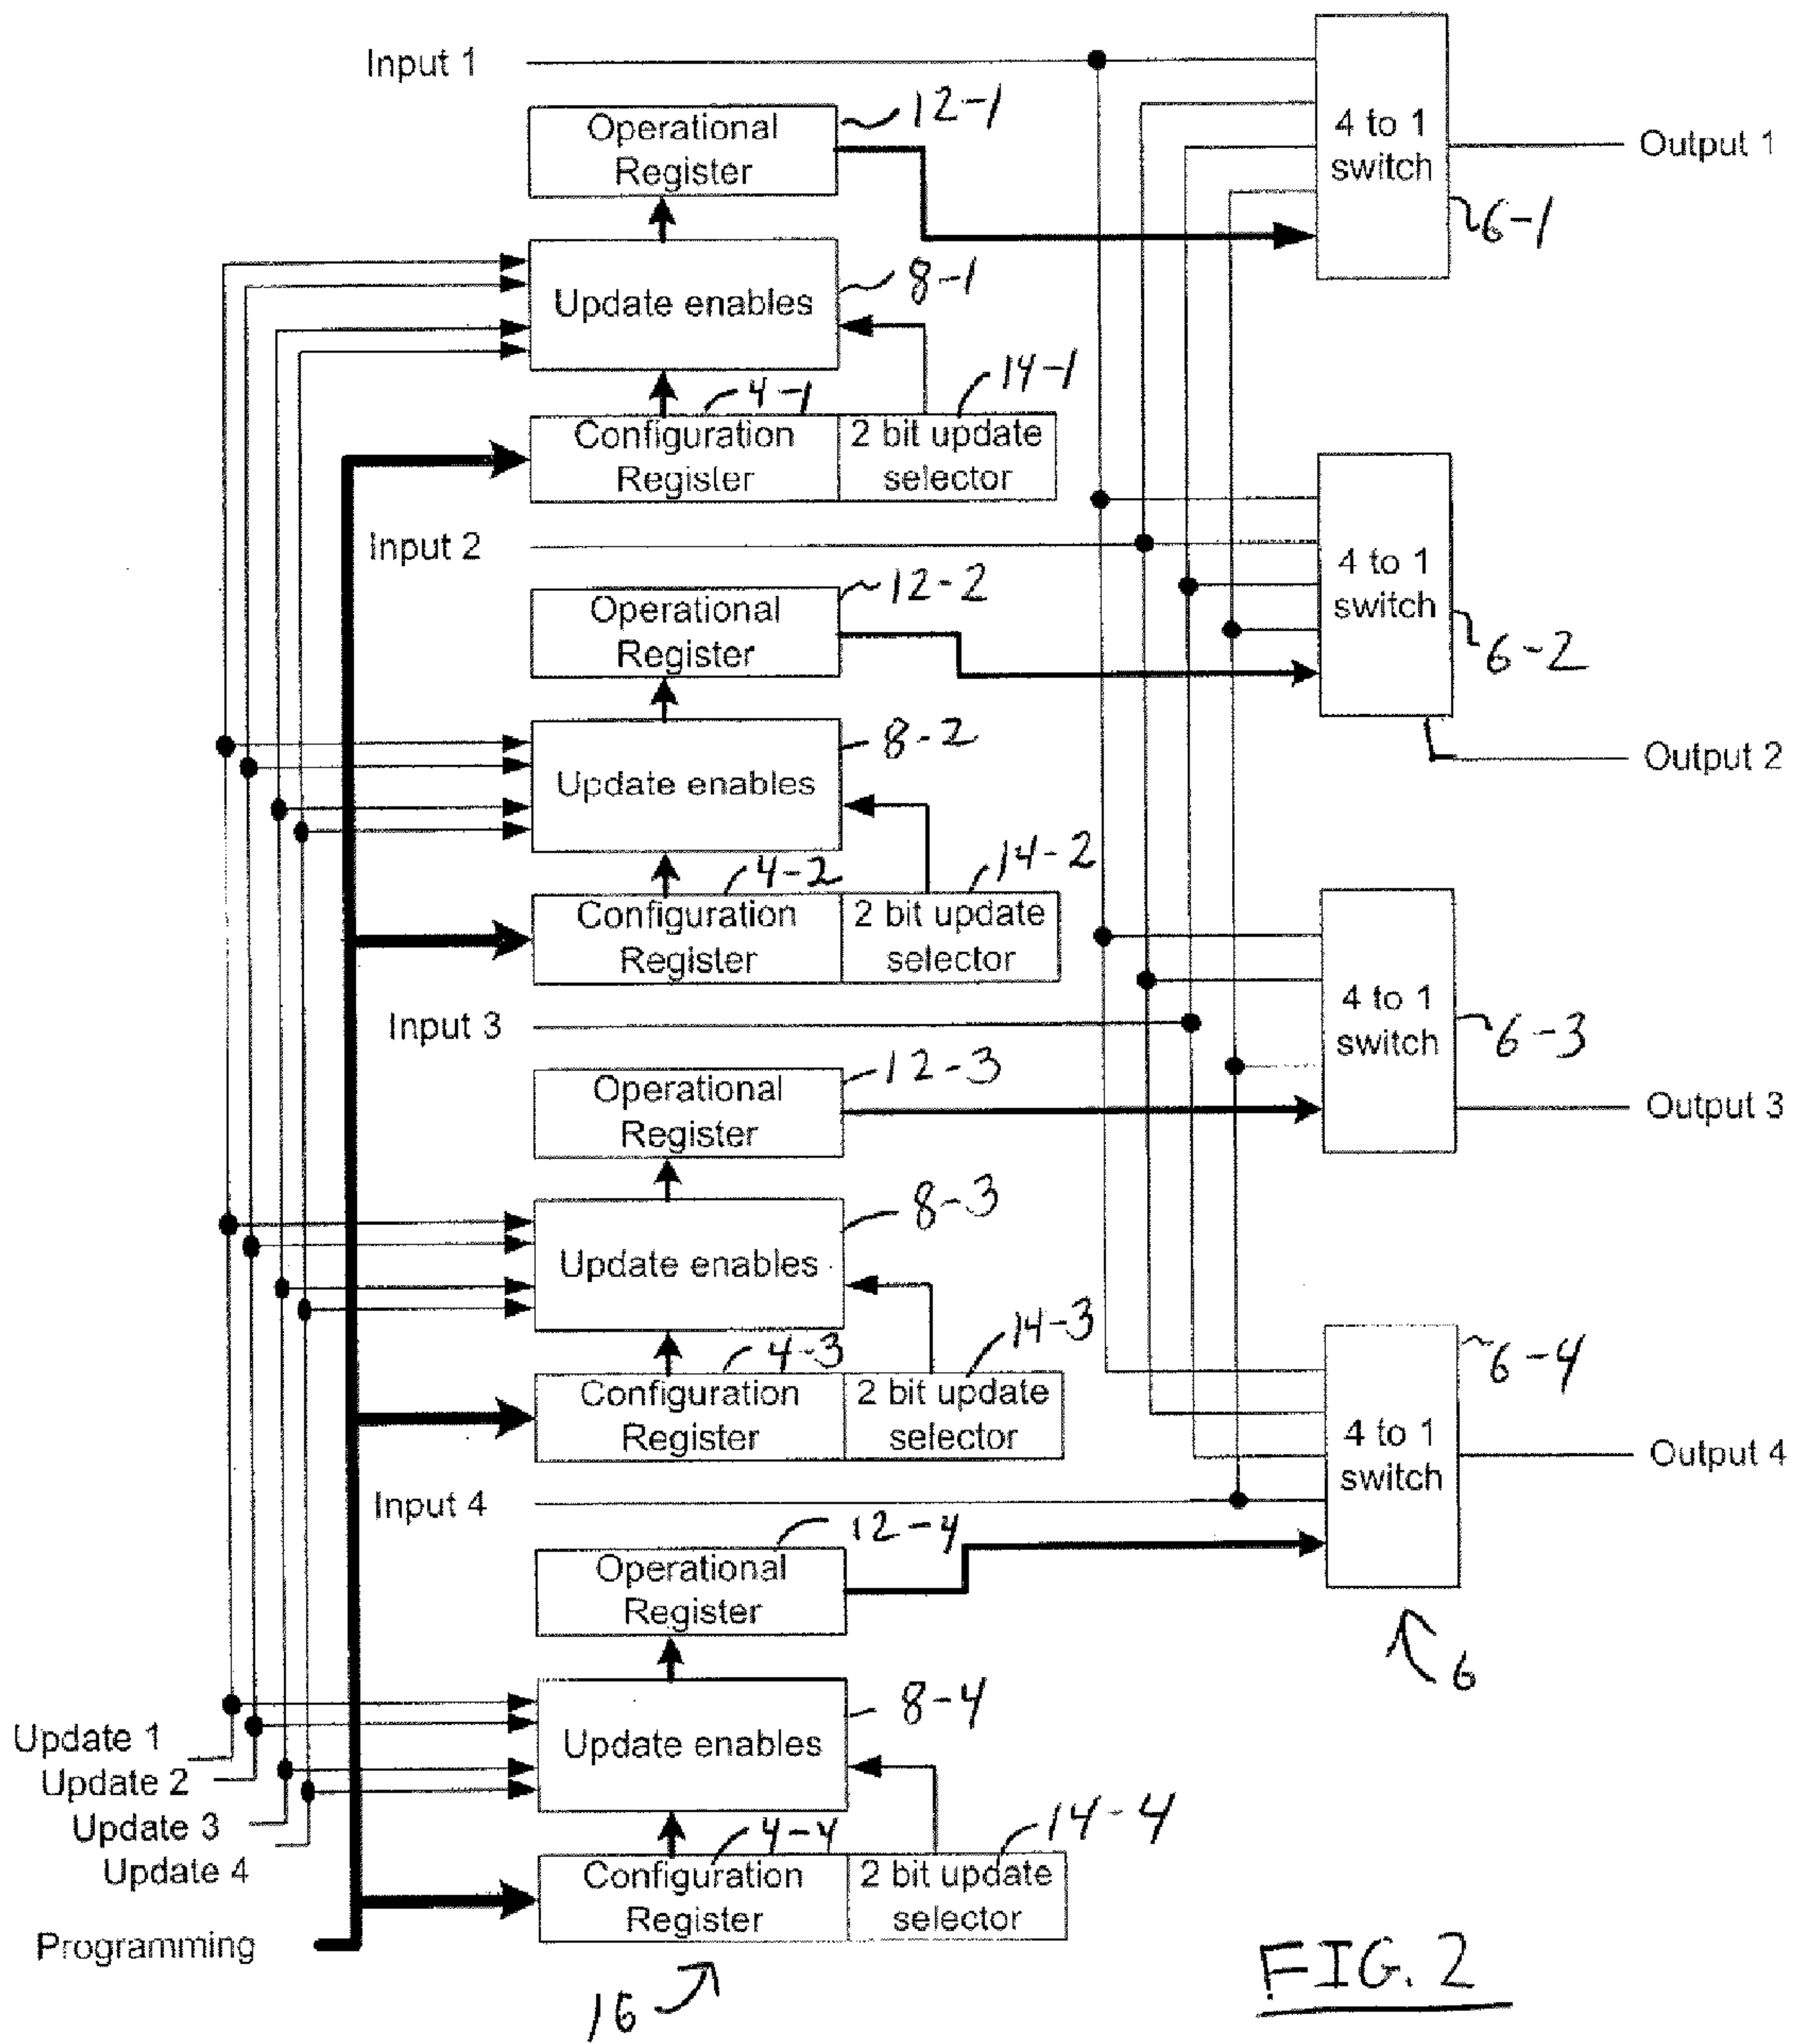 Input 1
12-1
Operational
Register
4 to 1
switch
Output 1
6-1
8-1
Update enables
4-1
14-1
Configuration
Register
2 bit update
selector
Input 2
12-2
Operational
Register
4 to 1
switch
6-2
8-2
Update enables
Output 2
4-2
14-2
Configuration
Register
2 bit update
selector
Input 3
4 to 1
switch
6-3
12-3
Operational
Register
Output 3
8-3
Update enables
4-3
14-3
Configuration
Register
2 bit update
selector
6-4
4 to 1
switch
Output 4
Input 4
12-4
Operational
Register
6
8-4
Update enables
Update 1
Update 2
Update 3
Update 4
4-4
14-4
Configuration
Register
2 bit update
selector
Programming
16
FIG. 2